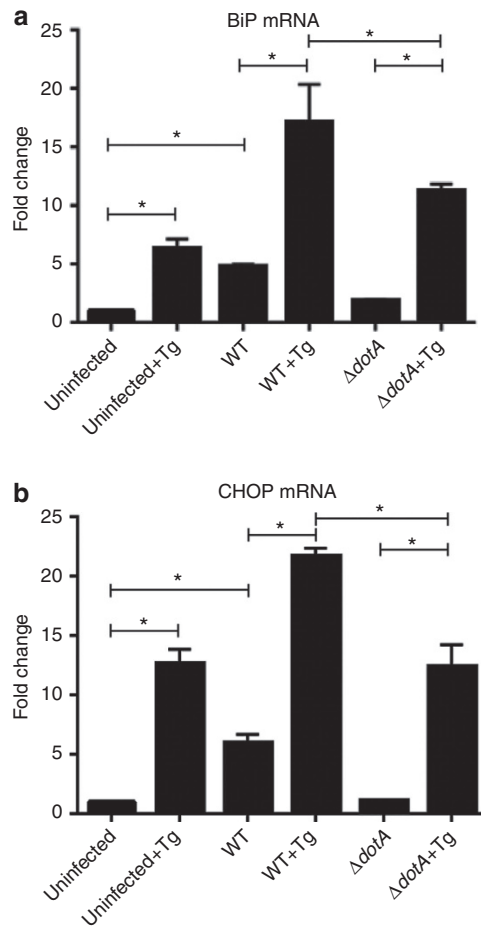 a
BiP mRNA
25
20
15
10
5
0
Fold change
*
*
*
*
*
Uninfected
Uninfected+Tg
WT
WT+Tg
ΔdotA
ΔdotA+Tg
b
CHOP mRNA
25
20
15
10
5
0
Fold change
*
*
*
*
*
Uninfected
Uninfected+Tg
WT
WT+Tg
ΔdotA
ΔdotA+Tg